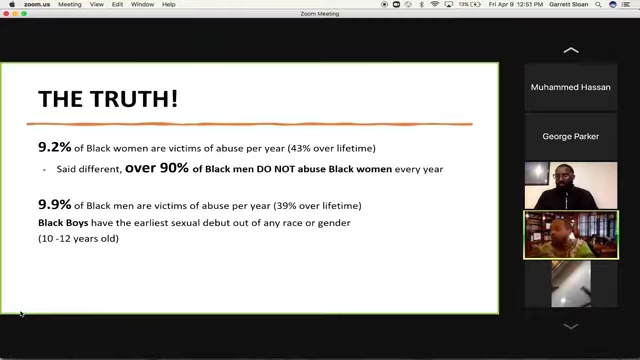 zoom.us Meeting View Edit Window Help
13% Fri Apr 9 12:51 PM Garrett Sloan
Zoom Meeting
THE TRUTH!
9.2% of Black women are victims of abuse per year (43% over lifetime)
- Said different, over 90% of Black men DO NOT abuse Black women every year
9.9% of Black men are victims of abuse per year (39% over lifetime)
Black Boys have the earliest sexual debut out of any race or gender
(10 -12 years old)
Muhammed Hassan
George Parker